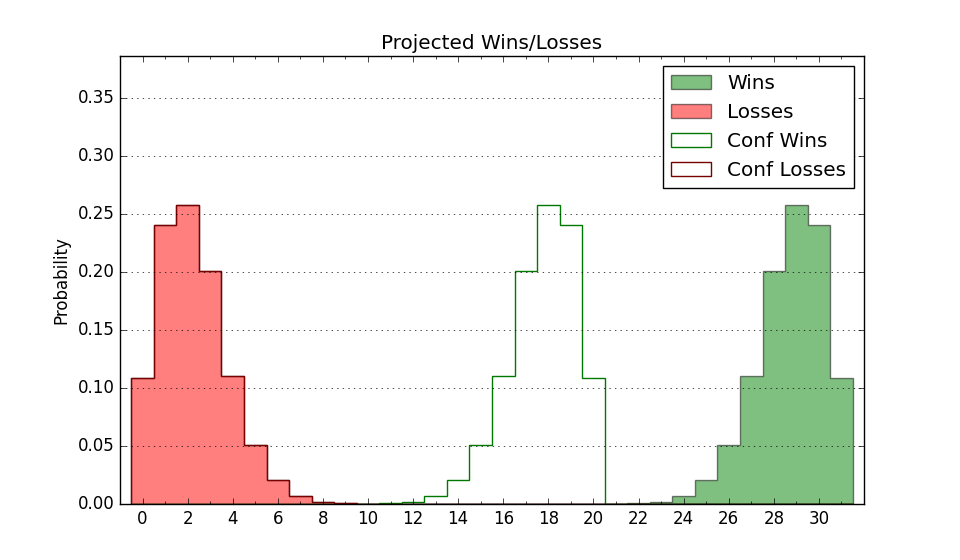 Projected Wins/Losses
Wins
Losses
Conf Wins
Conf Losses
Probability
0.35
0.30
0.25
0.20
0.15
0.10
0.05
0.00
0 2 4 6 8 10 12 14 16 18 20 22 24 26 28 30